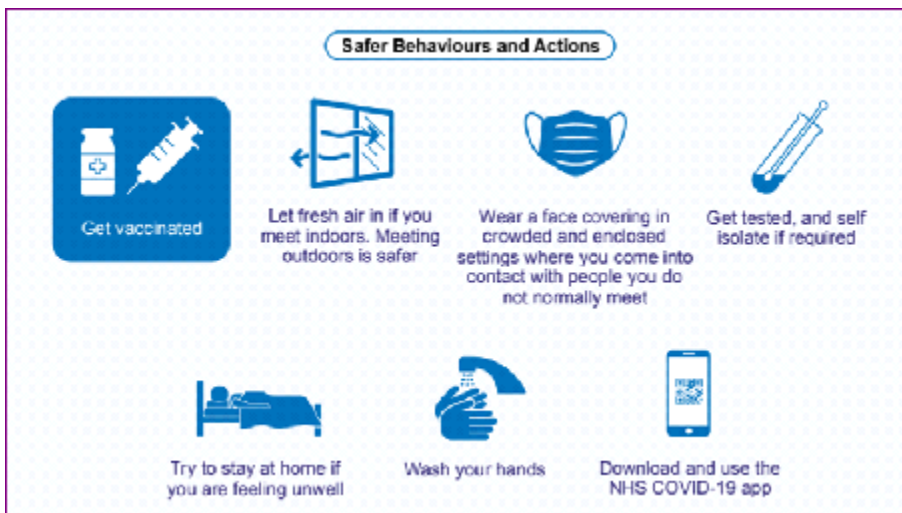 Safer Behaviours and Actions
Get vaccinated
Let fresh air in if you
meet indoors. Meeting
outdoors is safer
Wear a face covering in
crowded and enclosed
settings where you come into
contact with people you do
not normally meet
Get tested, and self
isolate if required
Try to stay at home if
you are feeling unwell
Wash your hands
Download and use the
NHS COVID-19 app